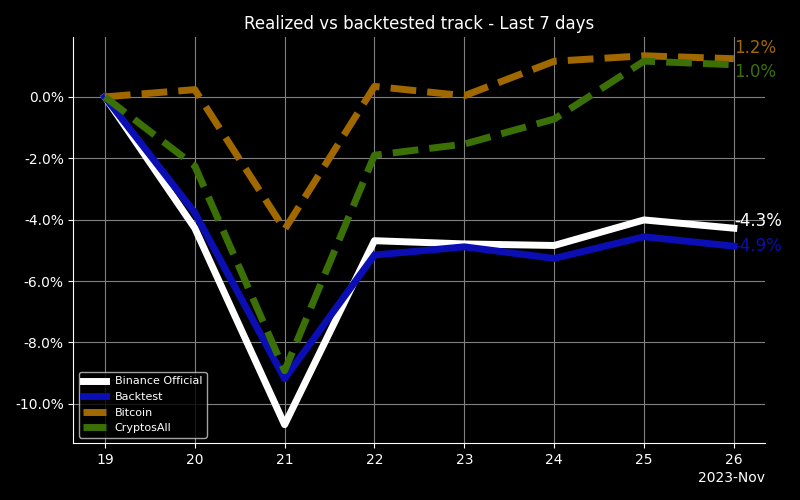 Realized vs backtested track - Last 7 days
1.2%
1.0%
0.0%
-2.0%
-4.0%
-4.3%
-4.9%
-6.0%
-8.0%
-10.0%
Binance Official
Backtest
Bitcoin
CryptosAll
19 20 21 22 23 24 25 26
2023-Nov